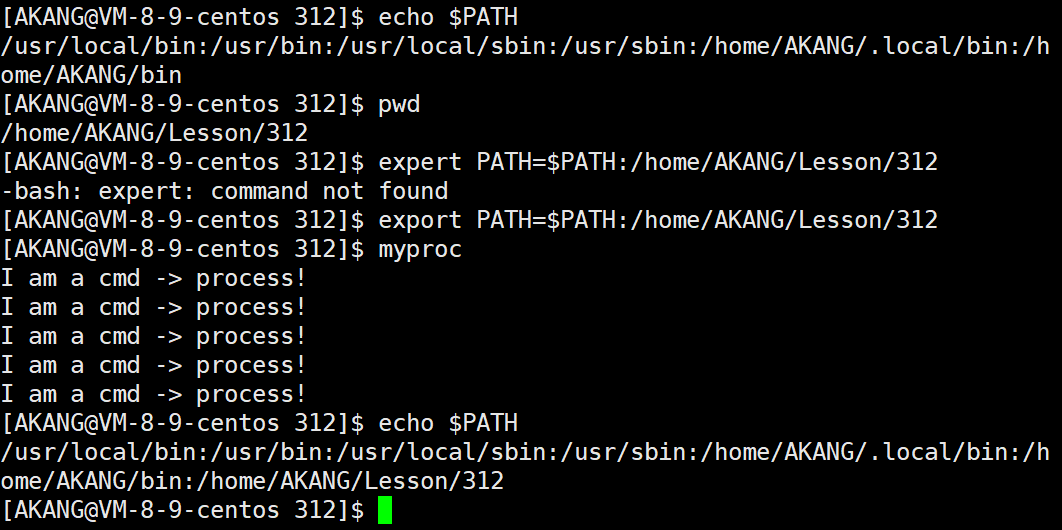 [AKANG@VM-8-9-centos 312]$ echo $PATH
/usr/local/bin:/usr/bin:/usr/local/sbin:/usr/sbin:/home/AKANG/.local/bin:/h
ome/AKANG/bin
[AKANG@VM-8-9-centos 312]$ pwd
/home/AKANG/Lesson/312
[AKANG@VM-8-9-centos 312]$ expert PATH=$PATH:/home/AKANG/Lesson/312
-bash: expert: command not found
[AKANG@VM-8-9-centos 312]$ export PATH=$PATH:/home/AKANG/Lesson/312
[AKANG@VM-8-9-centos 312]$ myproc
I am a cmd -> process!
I am a cmd -> process!
I am a cmd -> process!
I am a cmd -> process!
I am a cmd -> process!
[AKANG@VM-8-9-centos 312]$ echo $PATH
/usr/local/bin:/usr/bin:/usr/local/sbin:/usr/sbin:/home/AKANG/.local/bin:/h
ome/AKANG/bin:/home/AKANG/Lesson/312
[AKANG@VM-8-9-centos 312]$